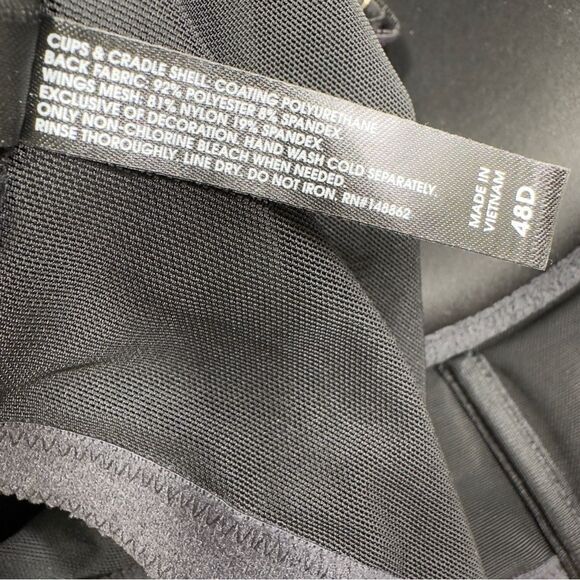 CUPS & CRADLE SHELL: COATING POLYURETHANE
BACK FABRIC: 92% POLYESTER 8% SPANDEX
WINGS MESH: 81% NYLON 19% SPANDEX
EXCLUSIVE OF DECORATION. HAND WASH COLD SEPARATELY.
ONLY NON-CHLORINE BLEACH WHEN NEEDED.
RINSE THOROUGHLY. LINE DRY. DO NOT IRON. RN#148862
MADE IN
VIETNAM
48D